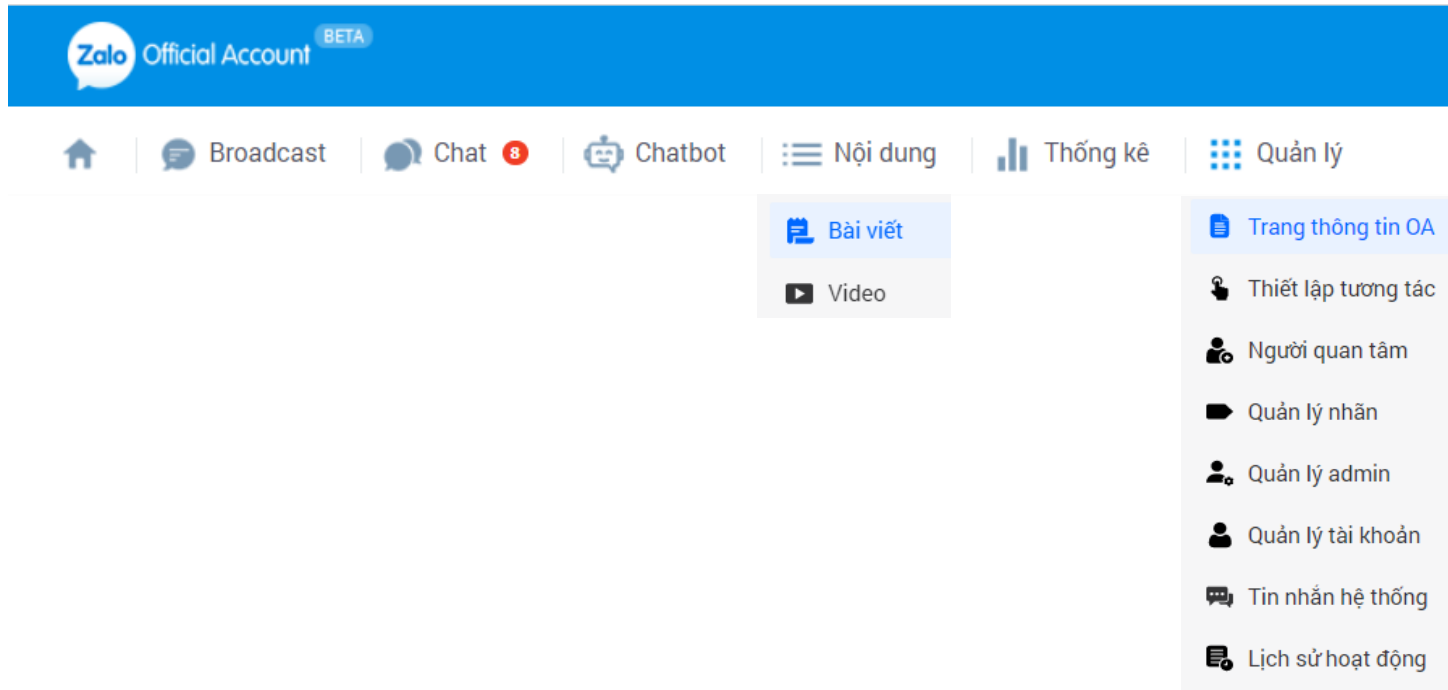 Zalo Official Account BETA
Broadcast Chat 8 Chatbot Nội dung Thống kê Quản lý
Bài viết
Video
Trang thông tin OA
Thiết lập tương tác
Người quan tâm
Quản lý nhãn
Quản lý admin
Quản lý tài khoản
Tin nhắn hệ thống
Lịch sử hoạt động